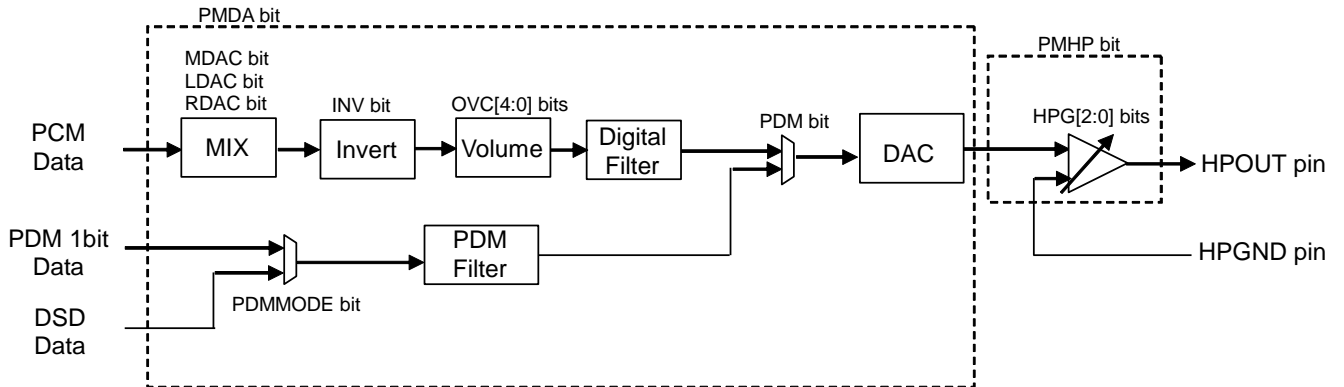 PMDA bit
PMHP bit
MDAC bit
LDAC bit
RDAC bit
INV bit
OVC[4:0] bits
HPG[2:0] bits
PDM bit
PCM
Data
MIX
Invert
Volume
Digital
Filter
DAC
HPOUT pin
PDM 1bit
Data
PDM
Filter
HPGND pin
PDMMODE bit
DSD
Data